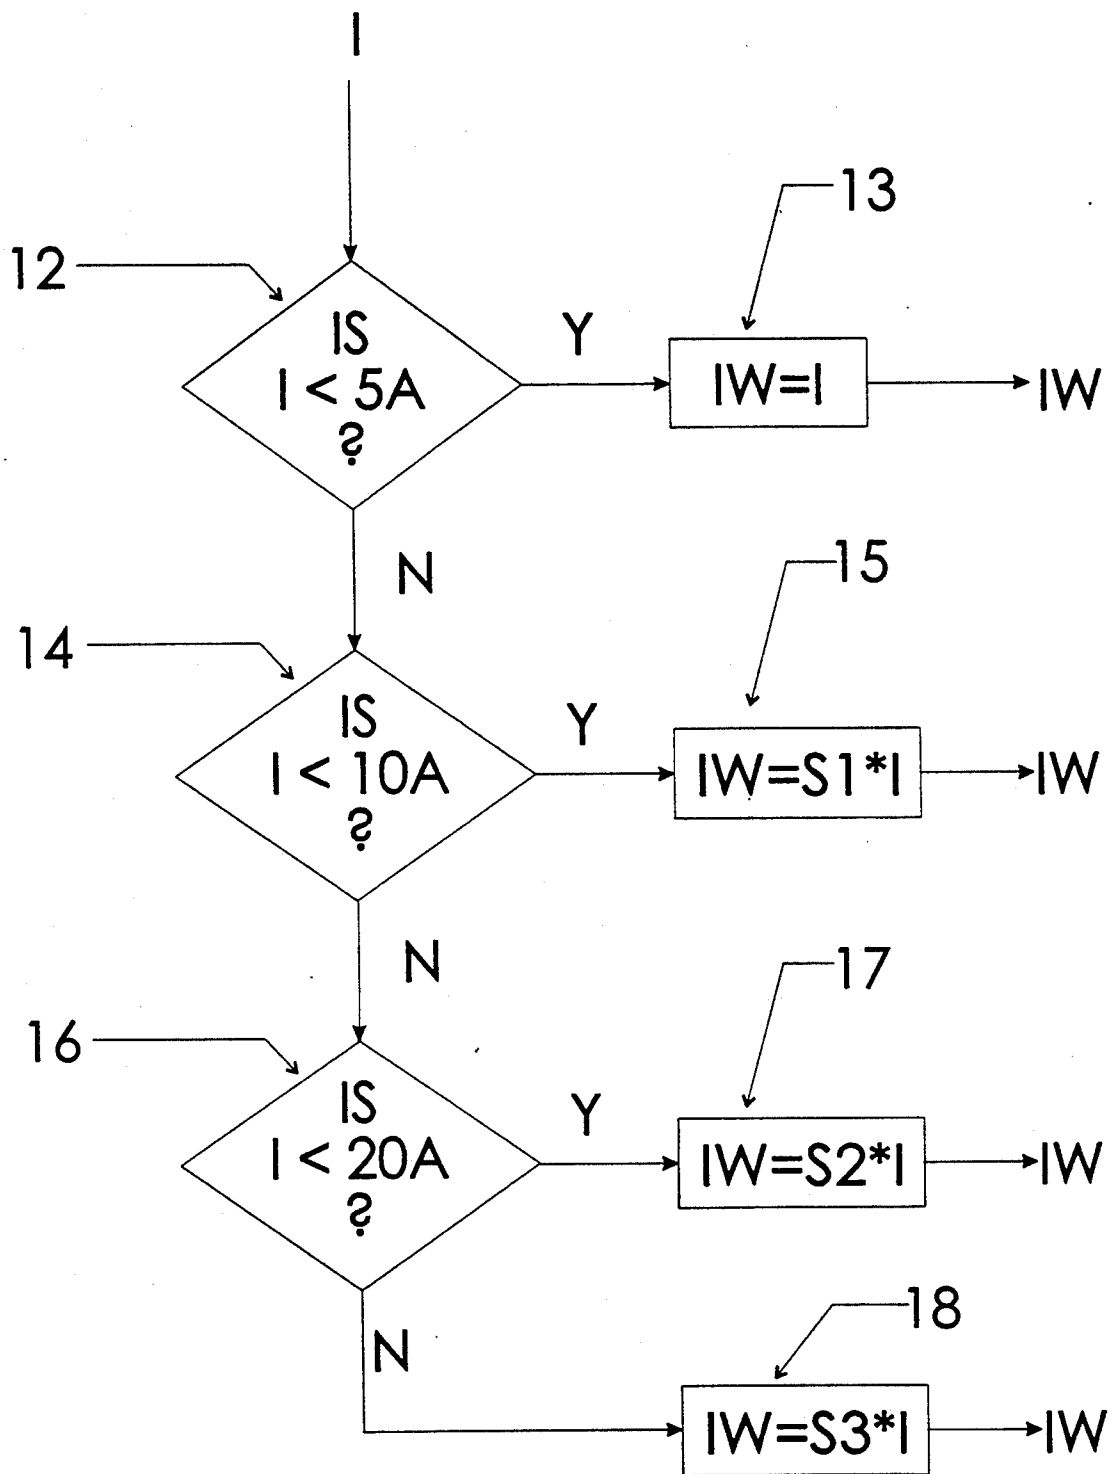 I
13
12
IS
I < 5A
?
Y
IW=I
IW
N
15
14
IS
I < 10A
?
Y
IW=S1*I
IW
N
17
16
IS
I < 20A
?
Y
IW=S2*I
IW
N
18
IW=S3*I
IW